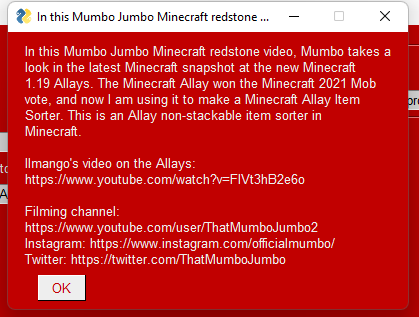 In this Mumbo Jumbo Minecraft redstone ...
In this Mumbo Jumbo Minecraft redstone video, Mumbo takes a
look in the latest Minecraft snapshot at the new Minecraft
1.19 Allays. The Minecraft Allay won the Minecraft 2021 Mob
vote, and now I am using it to make a Minecraft Allay Item
Sorter. This is an Allay non-stackable item sorter in
Minecraft.
Ilmango's video on the Allays:
https://www.youtube.com/watch?v=FIVt3hB2e6o
Filming channel:
https://www.youtube.com/user/ThatMumboJumbo2
Instagram: https://www.instagram.com/officialmumbo/
Twitter: https://twitter.com/ThatMumboJumbo
OK